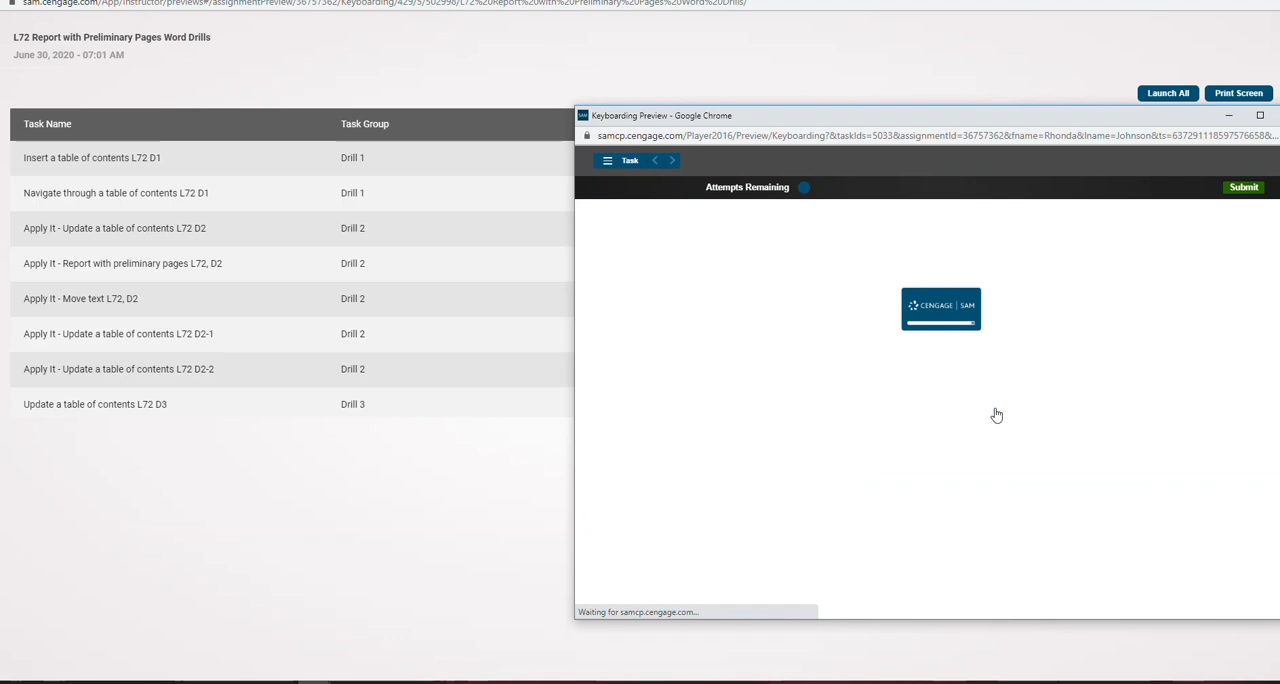 sam.cengage.com/App/Instructor/previews#/assignmentPreview/36757362/Keyboarding/429/5/502998/L72%20Report%20with%20Preliminary%20Pages%20Word%20Drills/
L72 Report with Preliminary Pages Word Drills
June 30, 2020 - 07:01 AM
Launch All
Print Screen
Task Name
Task Group
Insert a table of contents L72 D1
Drill 1
Navigate through a table of contents L72 D1
Drill 1
Apply It - Update a table of contents L72 D2
Drill 2
Apply It - Report with preliminary pages L72, D2
Drill 2
Apply It - Move text L72, D2
Drill 2
Apply It - Update a table of contents L72 D2-1
Drill 2
Apply It - Update a table of contents L72 D2-2
Drill 2
Update a table of contents L72 D3
Drill 3
SAM Keyboarding Preview - Google Chrome
samcp.cengage.com/Player2016/Preview/Keyboarding?&taskIds=5033&assignmentId=36757362&fname=Rhonda&lname=Johnson&ts=637291118597576658&...
Task
Attempts Remaining
Submit
CENGAGE | SAM
Waiting for samcp.cengage.com...